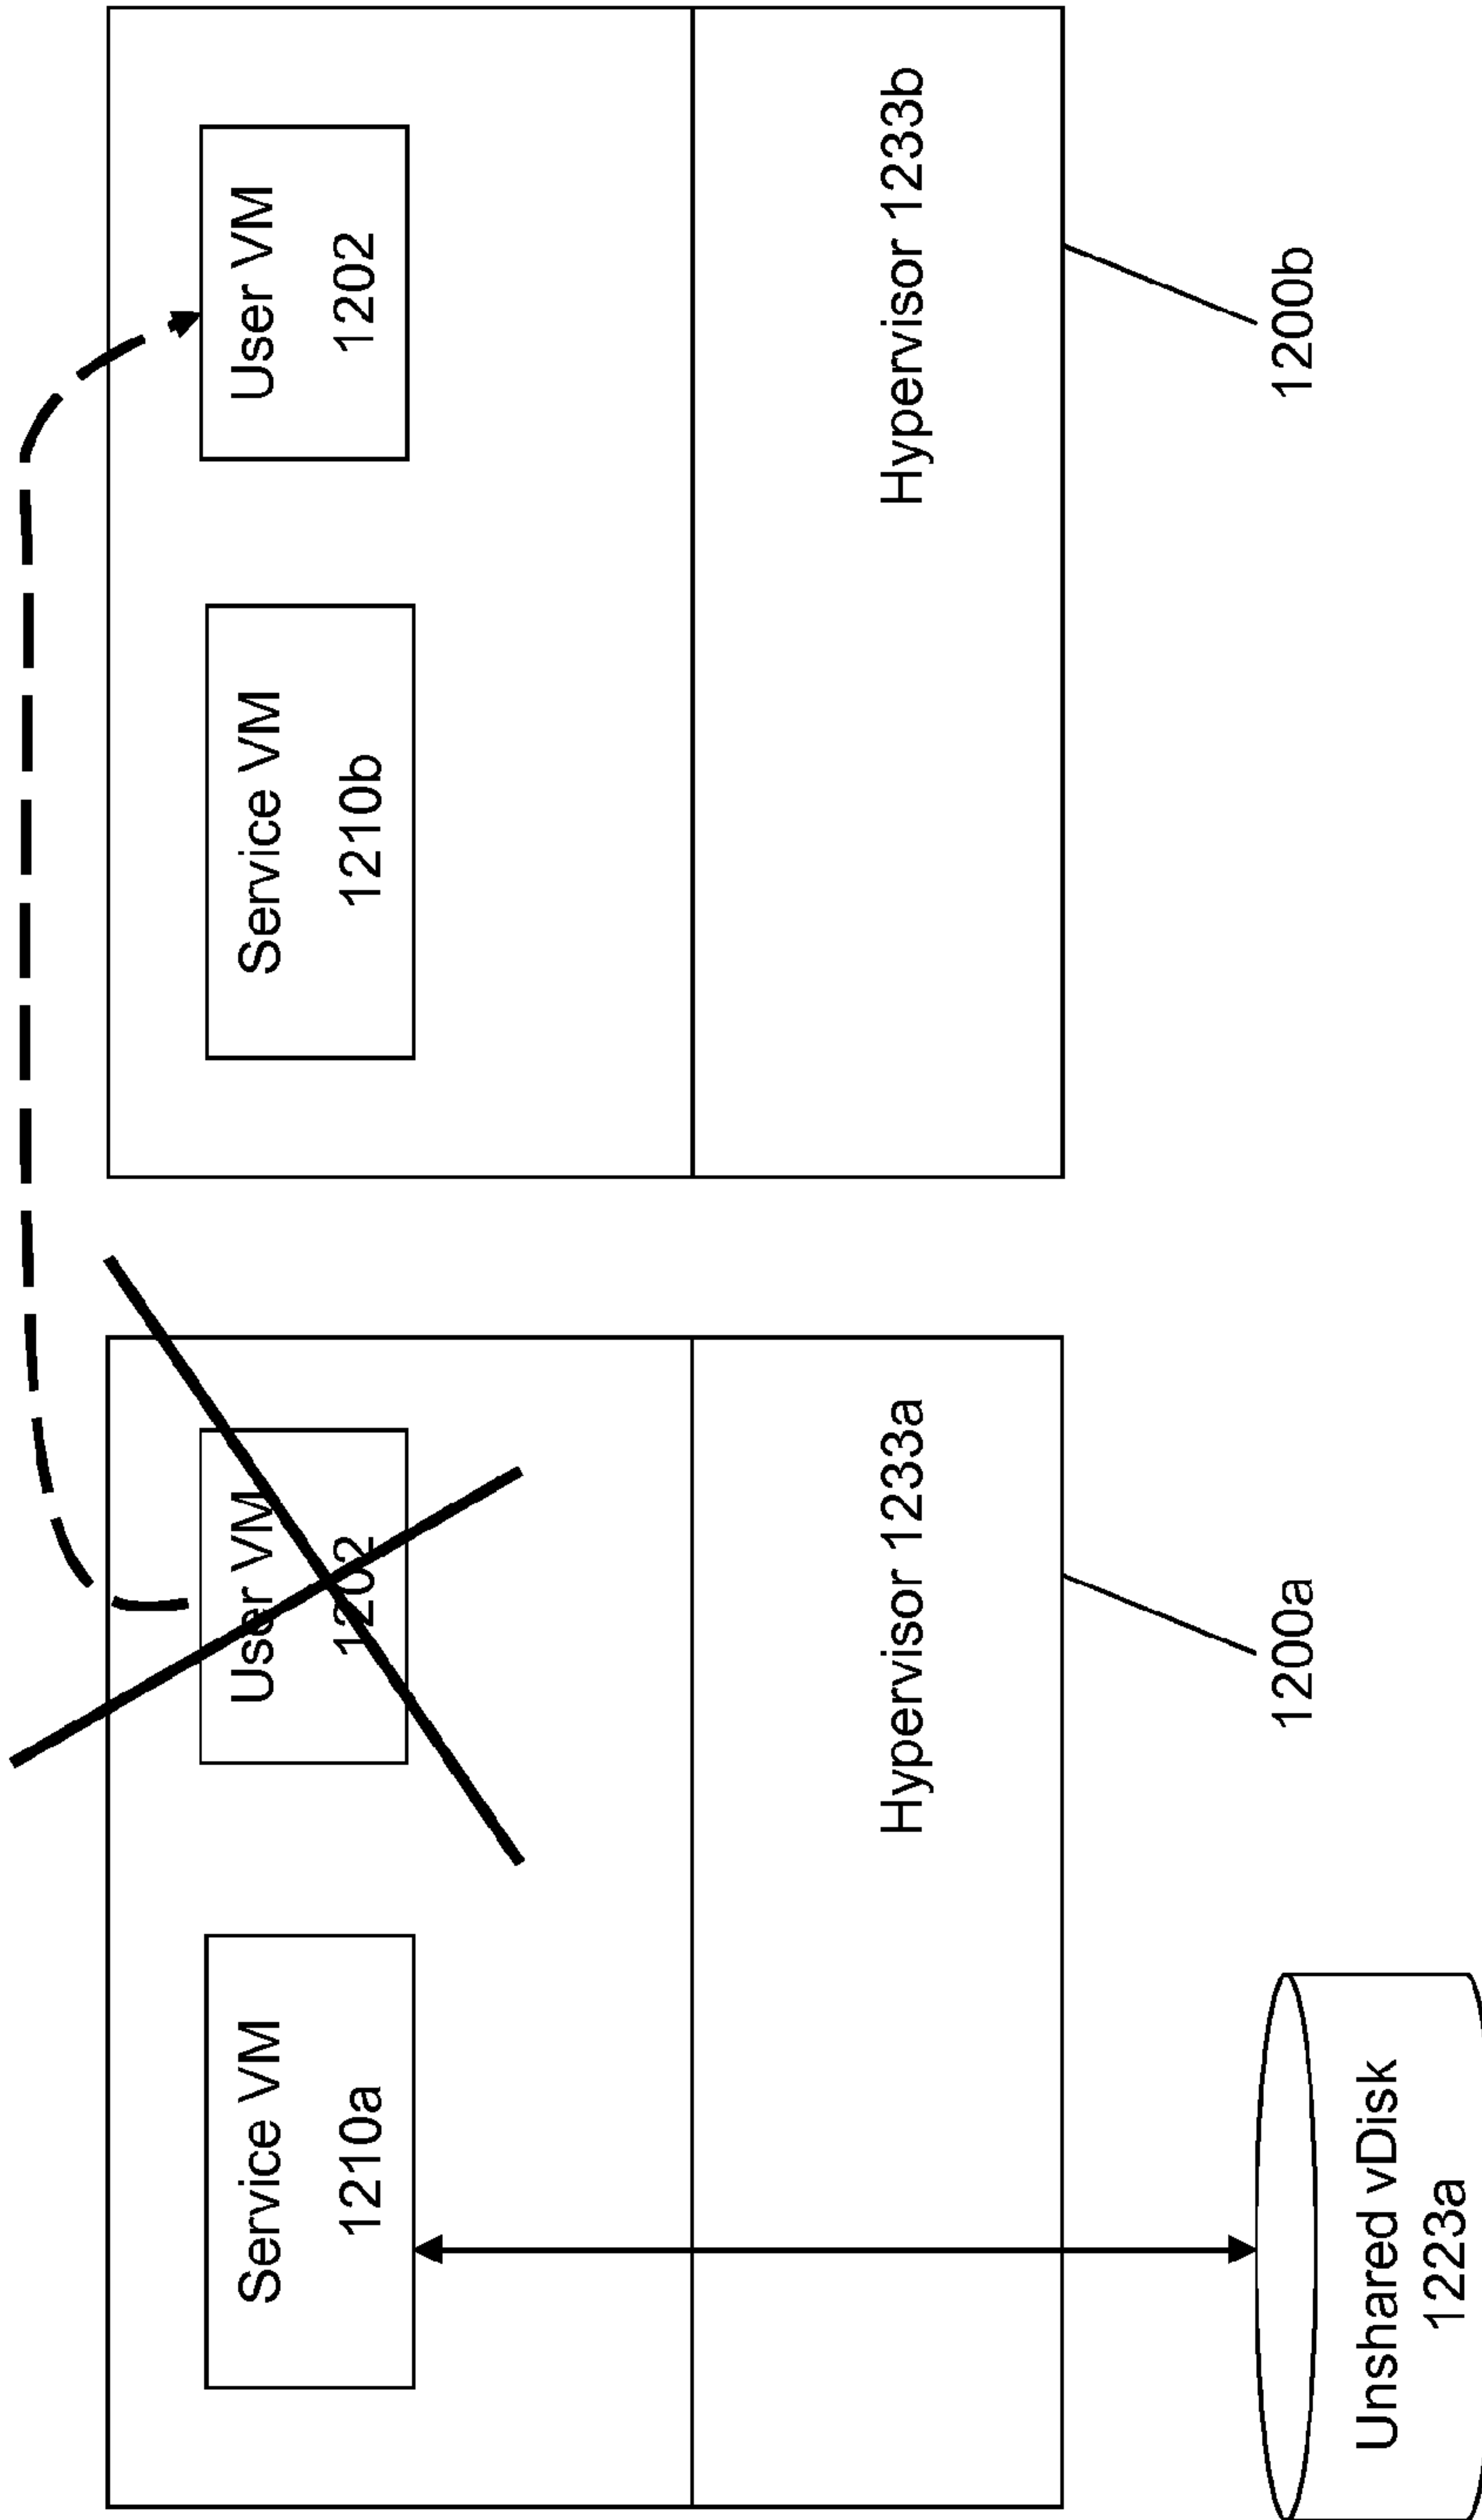 Service VM
1210a
User VM
1202
Service VM
1210b
User VM
1202
Hypervisor 1233a
Hypervisor 1233b
1200a
1200b
Unshared vDisk
1223a